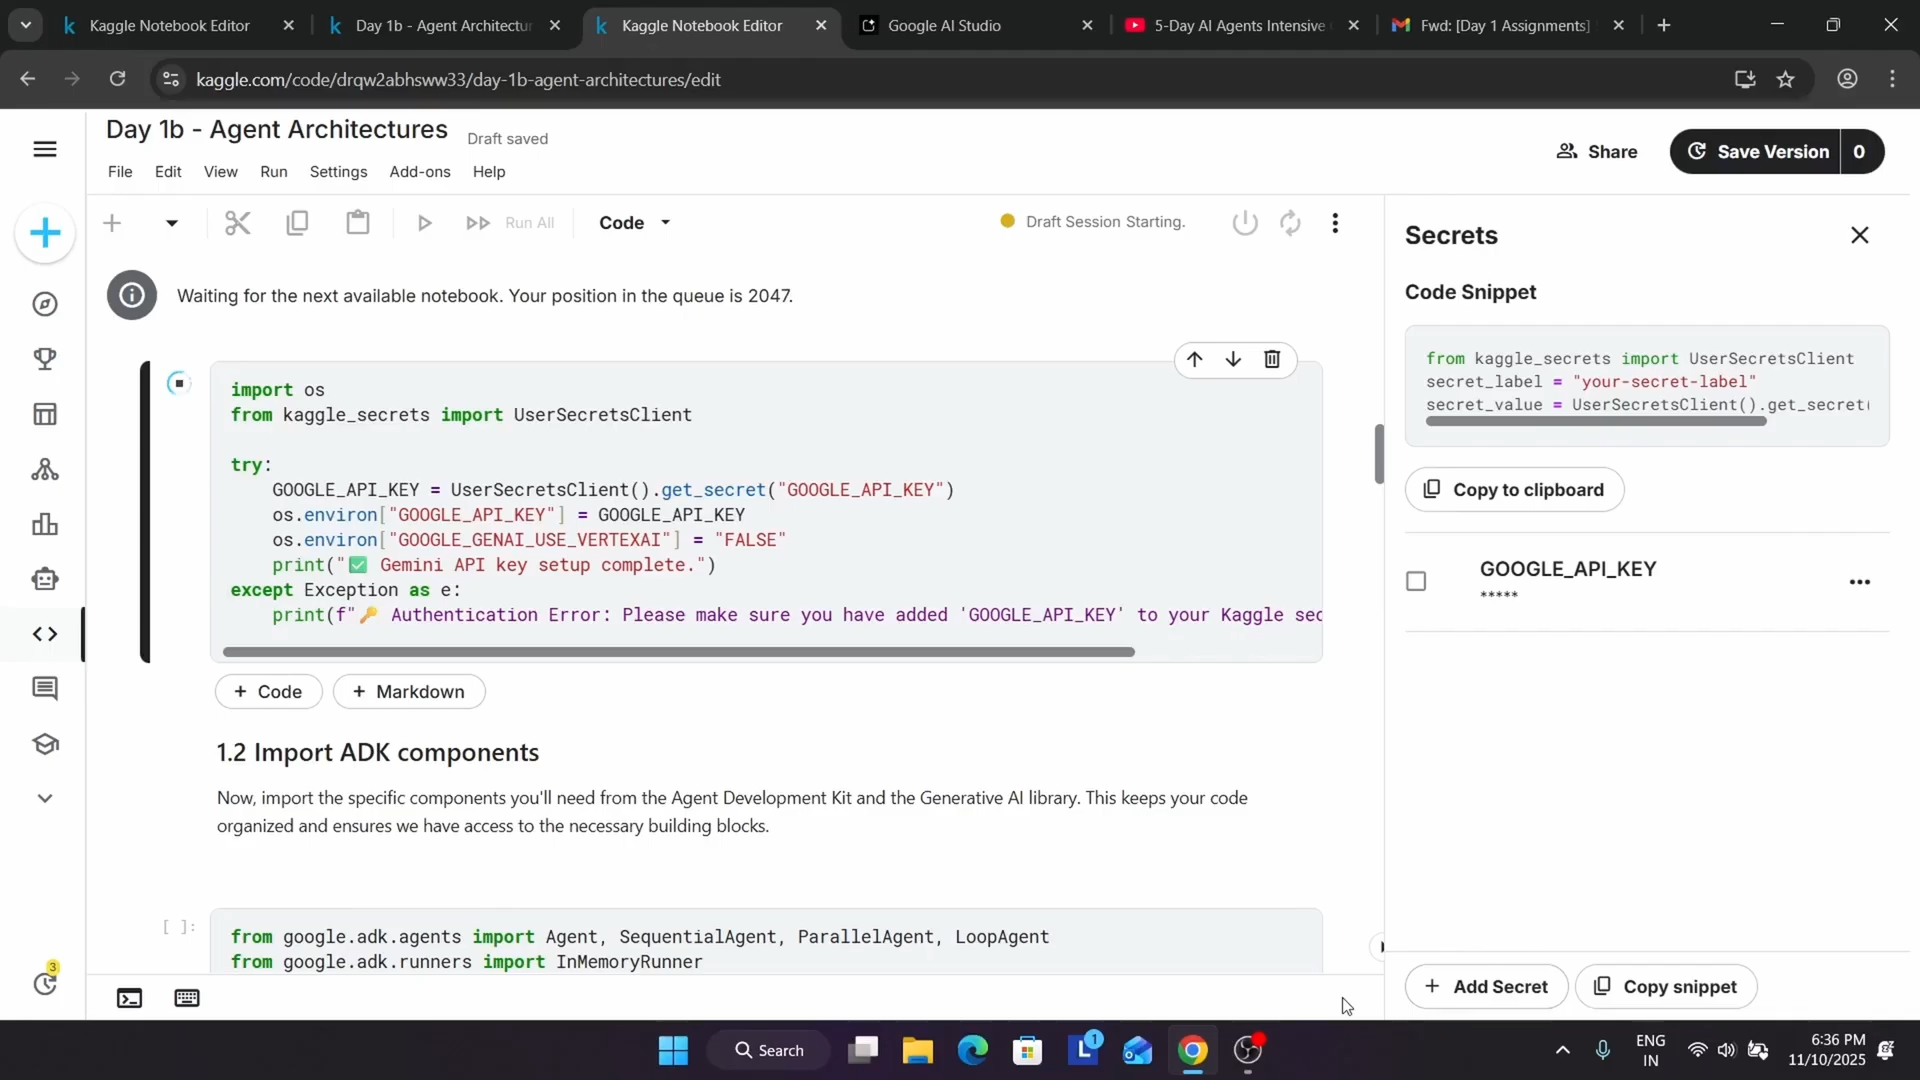 Kaggle Notebook Editor
Day 1b - Agent Architectur
Kaggle Notebook Editor
Google AI Studio
5-Day AI Agents Intensive
Fwd: [Day 1 Assignments]
kaggle.com/code/drqw2abhsww33/day-1b-agent-architectures/edit
Day 1b - Agent Architectures
Draft saved
Share
Save Version
0
File
Edit
View
Run
Settings
Add-ons
Help
Run All
Code
Draft Session Starting.
Waiting for the next available notebook. Your position in the queue is 2047.
import os
from kaggle_secrets import UserSecretsClient
try:
GOOGLE_API_KEY = UserSecretsClient().get_secret("GOOGLE_API_KEY")
os.environ["GOOGLE_API_KEY"] = GOOGLE_API_KEY
os.environ["GOOGLE_GENAI_USE_VERTEXAI"] = "FALSE"
print("✅ Gemini API key setup complete.")
except Exception as e:
print(f"🔑 Authentication Error: Please make sure you have added 'GOOGLE_API_KEY' to your Kaggle sec
+ Code
+ Markdown
1.2 Import ADK components
Now, import the specific components you'll need from the Agent Development Kit and the Generative AI library. This keeps your code
organized and ensures we have access to the necessary building blocks.
[ ]:
from google.adk.agents import Agent, SequentialAgent, ParallelAgent, LoopAgent
from google.adk.runners import InMemoryRunner
Secrets
Code Snippet
from kaggle_secrets import UserSecretsClient
secret_label = "your-secret-label"
secret_value = UserSecretsClient().get_secret(
Copy to clipboard
GOOGLE_API_KEY
*****
+ Add Secret
Copy snippet
3
Search
1
ENG
IN
6:36 PM
11/10/2025